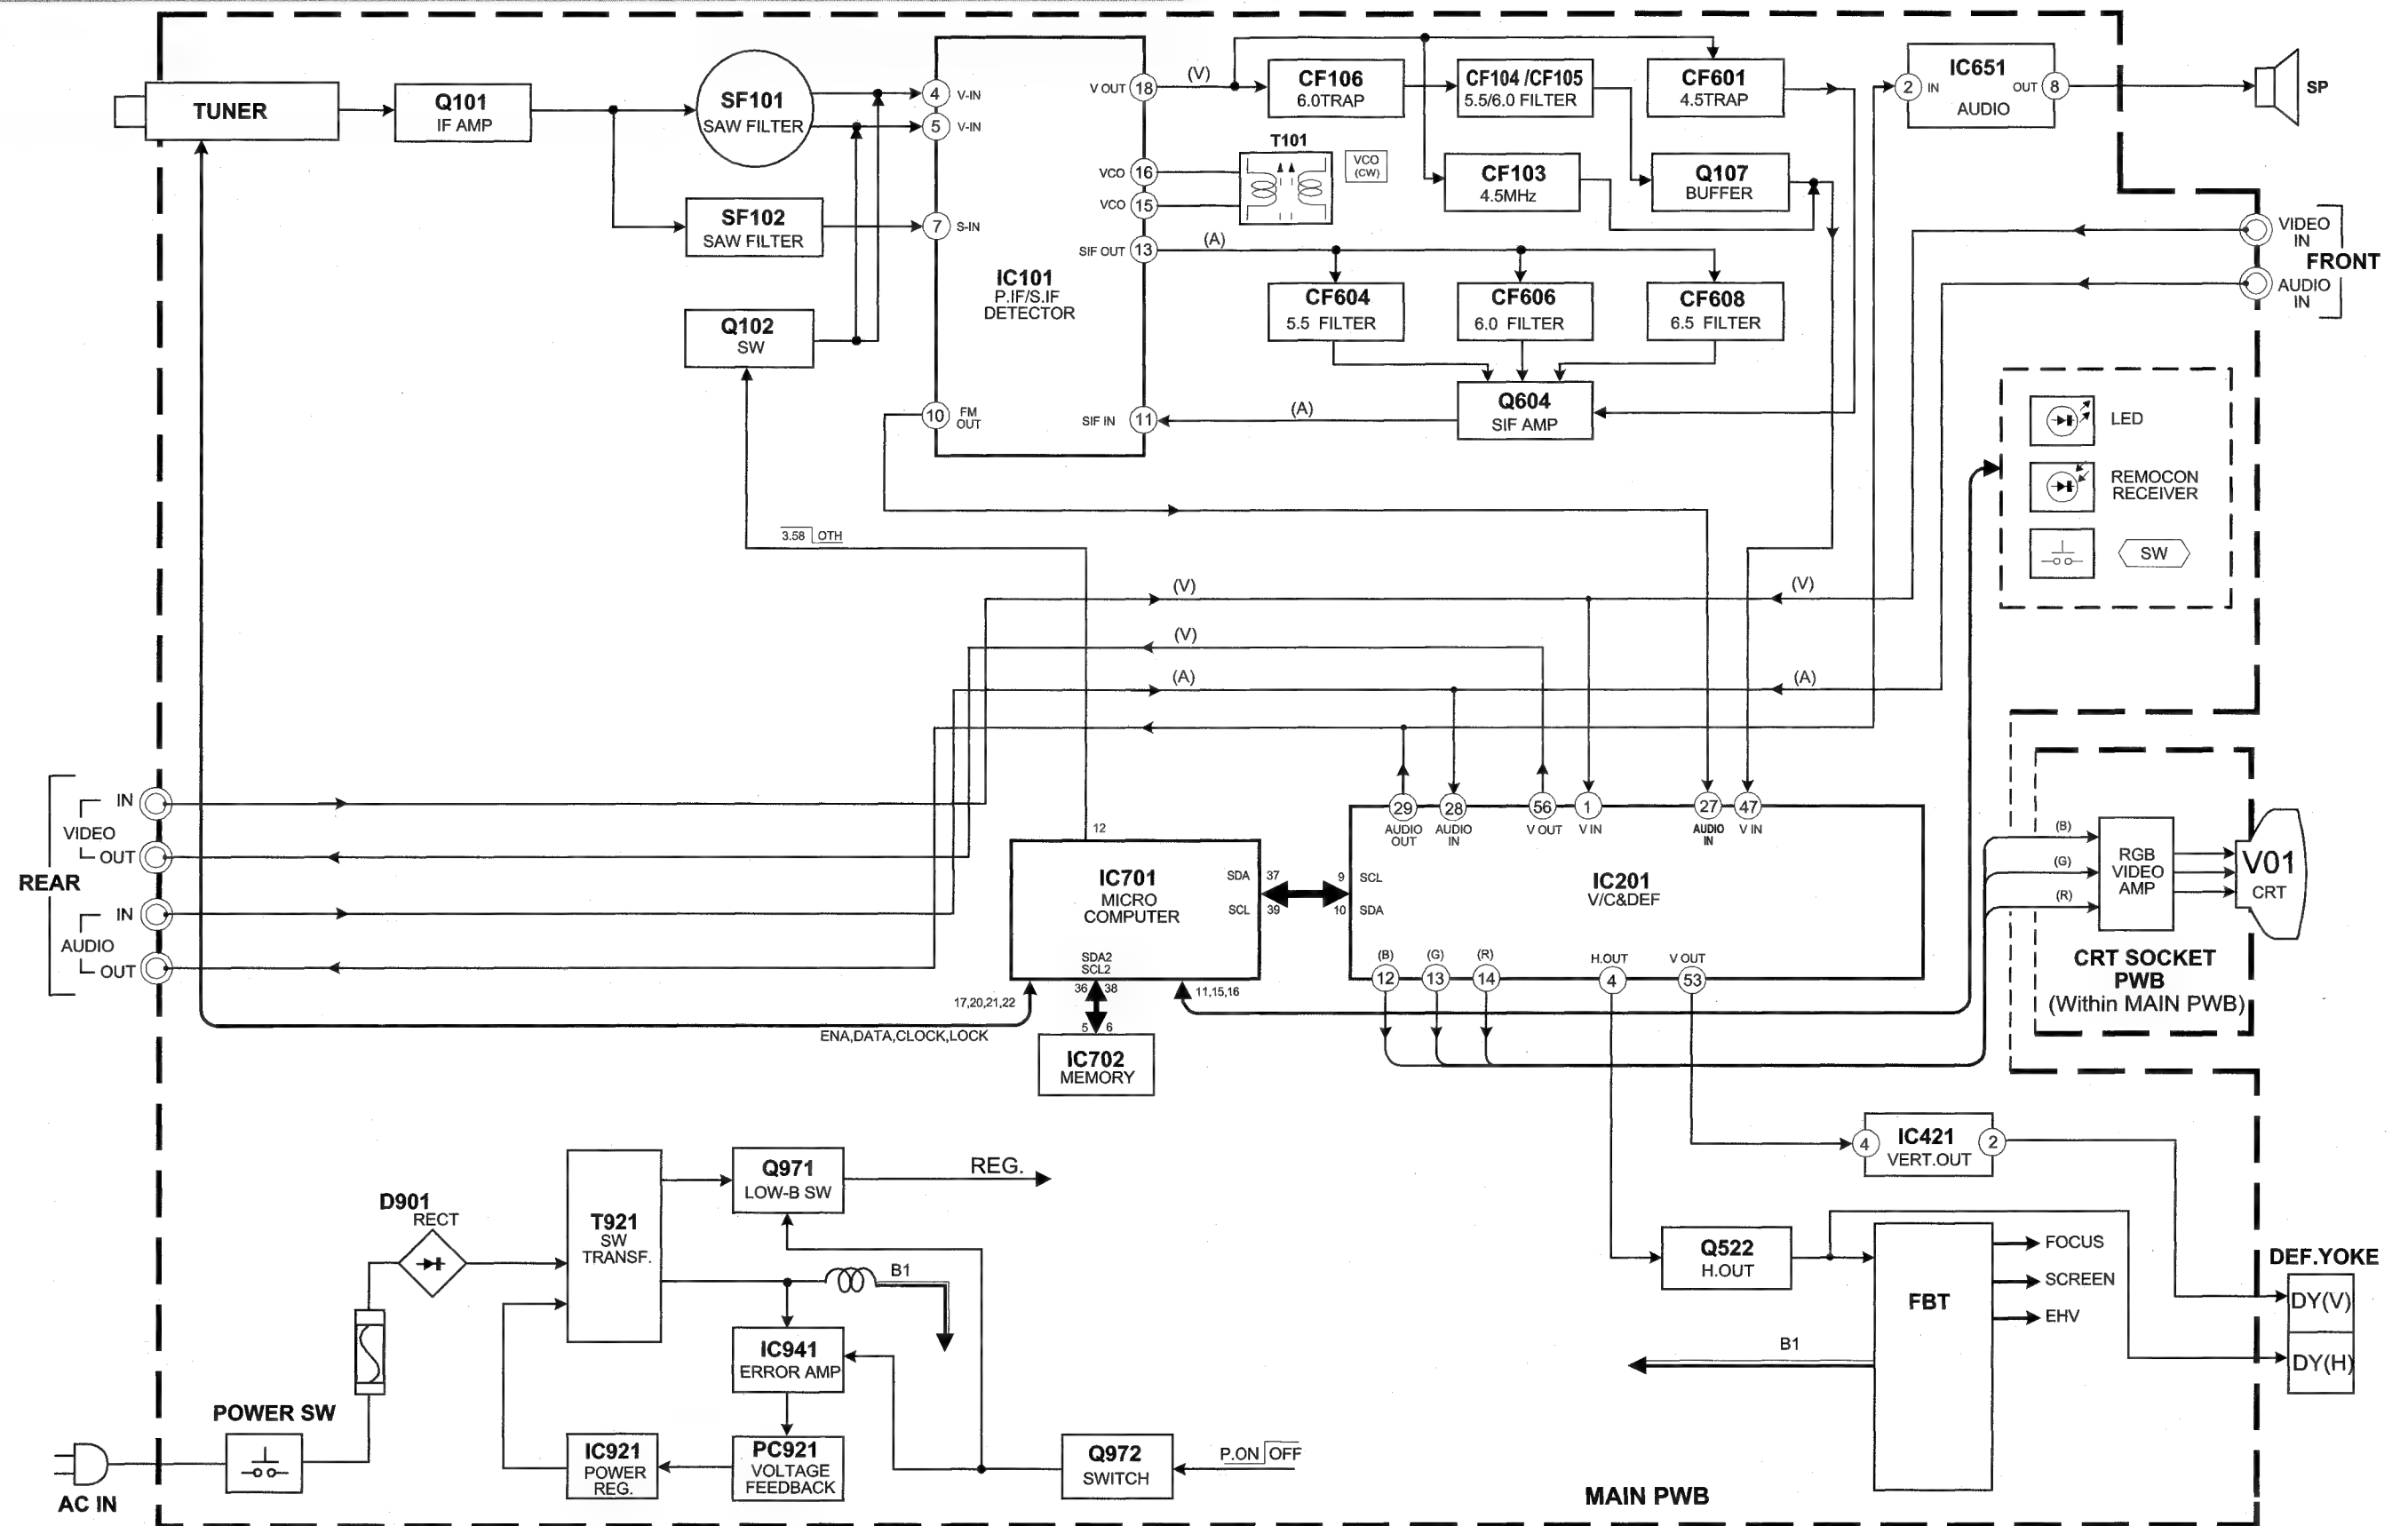 TUNER
Q101
IF AMP
SF101
SAW FILTER
SF102
SAW FILTER
Q102
SW
4 V-IN
5 V-IN
7 S-IN
10 FM OUT
IC101
P.IF/S.IF
DETECTOR
V OUT 18
VCO 16
VCO 15
SIF OUT 13
SIF IN 11
(V)
CF106
6.0TRAP
CF104 /CF105
5.5/6.0 FILTER
CF601
4.5TRAP
T101
VCO
(CW)
CF103
4.5MHz
Q107
BUFFER
(A)
CF604
5.5 FILTER
CF606
6.0 FILTER
CF608
6.5 FILTER
(A)
Q604
SIF AMP
IC651
2 IN
OUT 8
AUDIO
SP
VIDEO
IN
FRONT
AUDIO
IN
LED
REMOCON
RECEIVER
SW
3.58 OTH
(V)
(V)
(V)
(A)
(A)
REAR
IN
VIDEO
OUT
IN
AUDIO
OUT
12
IC701
MICRO
COMPUTER
SDA 37
SCL 39
SDA2
SCL2
36 38
17,20,21,22
11,15,16
ENA,DATA,CLOCK,LOCK
5 6
IC702
MEMORY
29
AUDIO
OUT
28
AUDIO
IN
56
V OUT
1
V IN
27
AUDIO
IN
47
V IN
9 SCL
10 SDA
IC201
V/C&DEF
(B)
12
(G)
13
(R)
14
H.OUT
4
V OUT
53
(B)
(G)
(R)
RGB
VIDEO
AMP
V01
CRT
CRT SOCKET
PWB
(Within MAIN PWB)
4
IC421
VERT.OUT
2
Q522
H.OUT
FBT
FOCUS
SCREEN
EHV
B1
DEF.YOKE
DY(V)
DY(H)
D901
RECT
T921
SW
TRANSF.
Q971
LOW-B SW
REG.
B1
IC941
ERROR AMP
POWER SW
AC IN
IC921
POWER
REG.
PC921
VOLTAGE
FEEDBACK
Q972
SWITCH
P.ON OFF
MAIN PWB